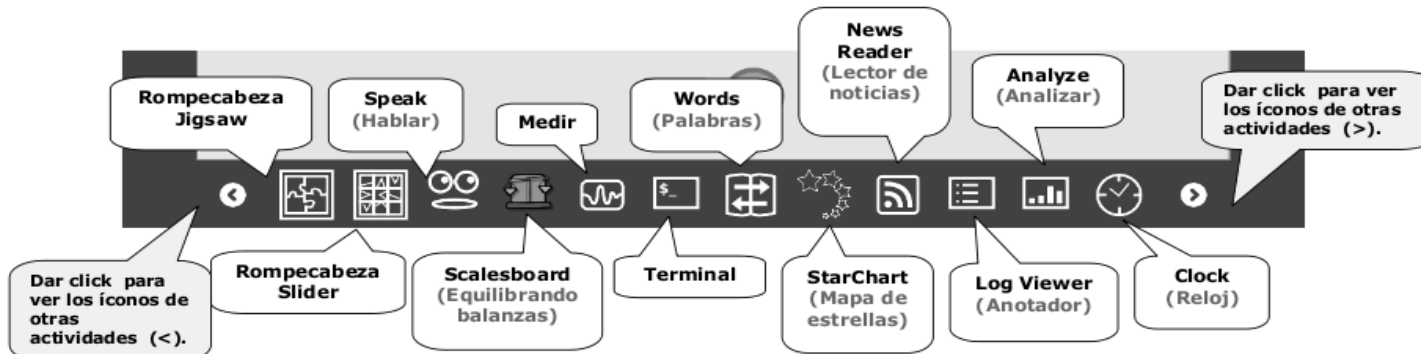 Rompecabeza
Jigsaw
Speak
(Hablar)
Medir
Words
(Palabras)
News
Reader
(Lector de
noticias)
Analyze
(Analizar)
Dar click para ver
los íconos de otras
actividades (>).
$_
Dar click para
ver los íconos de
otras
actividades (<).
Rompecabeza
Slider
Scalesboard
(Equilibrando
balanzas)
Terminal
StarChart
(Mapa de
estrellas)
Log Viewer
(Anotador)
Clock
(Reloj)